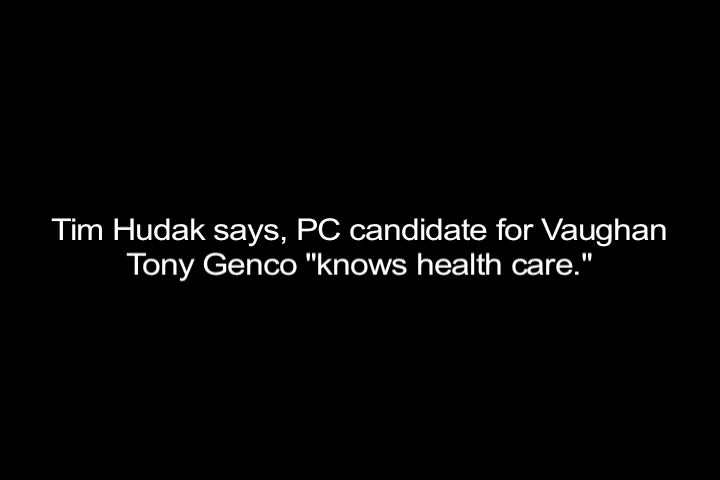 Tim Hudak says, PC candidate for Vaughan
Tony Genco "knows health care."